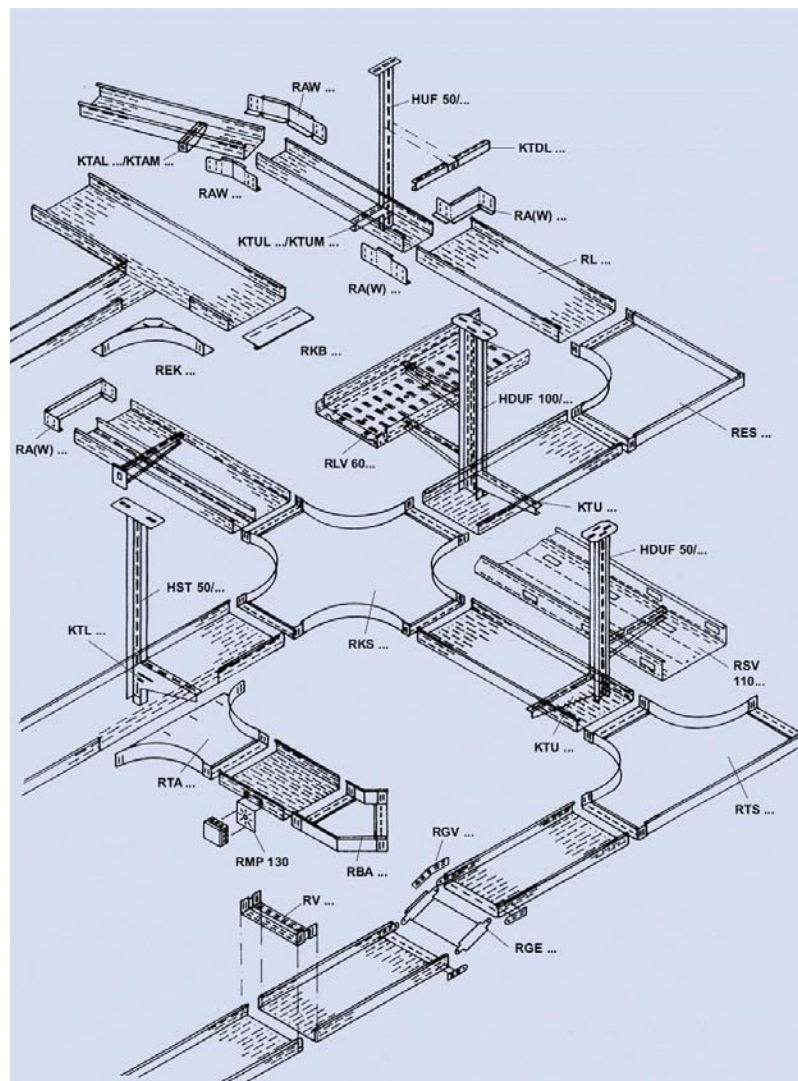 RAW ...
HUF 50/...
KTDL ...
KTAL .../KTAM ...
RAW ...
RA(W) ...
KTUL .../KTUM ...
RL ...
RA(W) ...
REK ...
RKB ...
HDUF 100/...
RES ...
RA(W) ...
RLV 60...
KTU ...
HDUF 50/...
HST 50/...
KTL ...
RKS ...
RSV
110...
KTU ...
RTA ...
RTS ...
RMP 130
RBA ...
RGV ...
RV ...
RGE ...